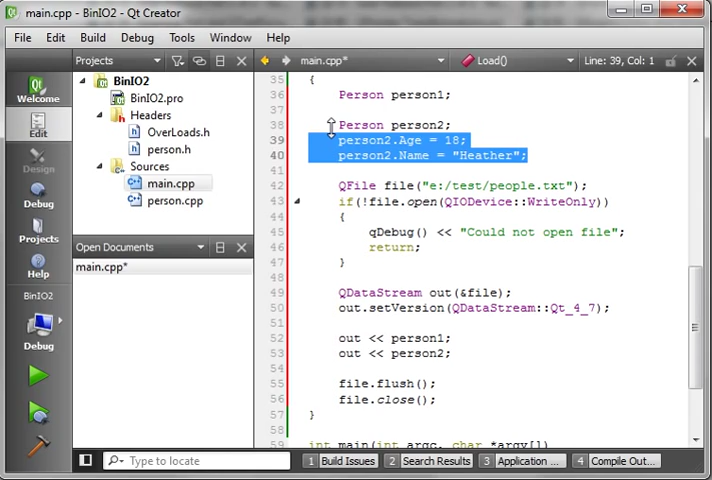 main.cpp - BinIO2 - Qt Creator
File Edit Build Debug Tools Window Help
Projects main.cpp* Load() Line: 39, Col: 1
Welcome
Edit
Design
Debug
Projects
Help
BinIO2
Debug
BinIO2
BinIO2.pro
Headers
OverLoads.h
person.h
Sources
main.cpp
person.cpp
Open Documents
main.cpp*
35 {
36 Person person1;
37
38 Person person2;
39 person2.Age = 18;
40 person2.Name = "Heather";
41
42 QFile file("e:/test/people.txt");
43 if(!file.open(QIODevice::WriteOnly))
44 {
45 qDebug() << "Could not open file";
46 return;
47 }
48
49 QDataStream out(&file);
50 out.setVersion(QDataStream::Qt_4_7);
51
52 out << person1;
53 out << person2;
54
55 file.flush();
56 file.close();
57 }
58
int main(int argc, char *argv[])
Type to locate 1 Build Issues 2 Search Results 3 Application ... 4 Compile Out...